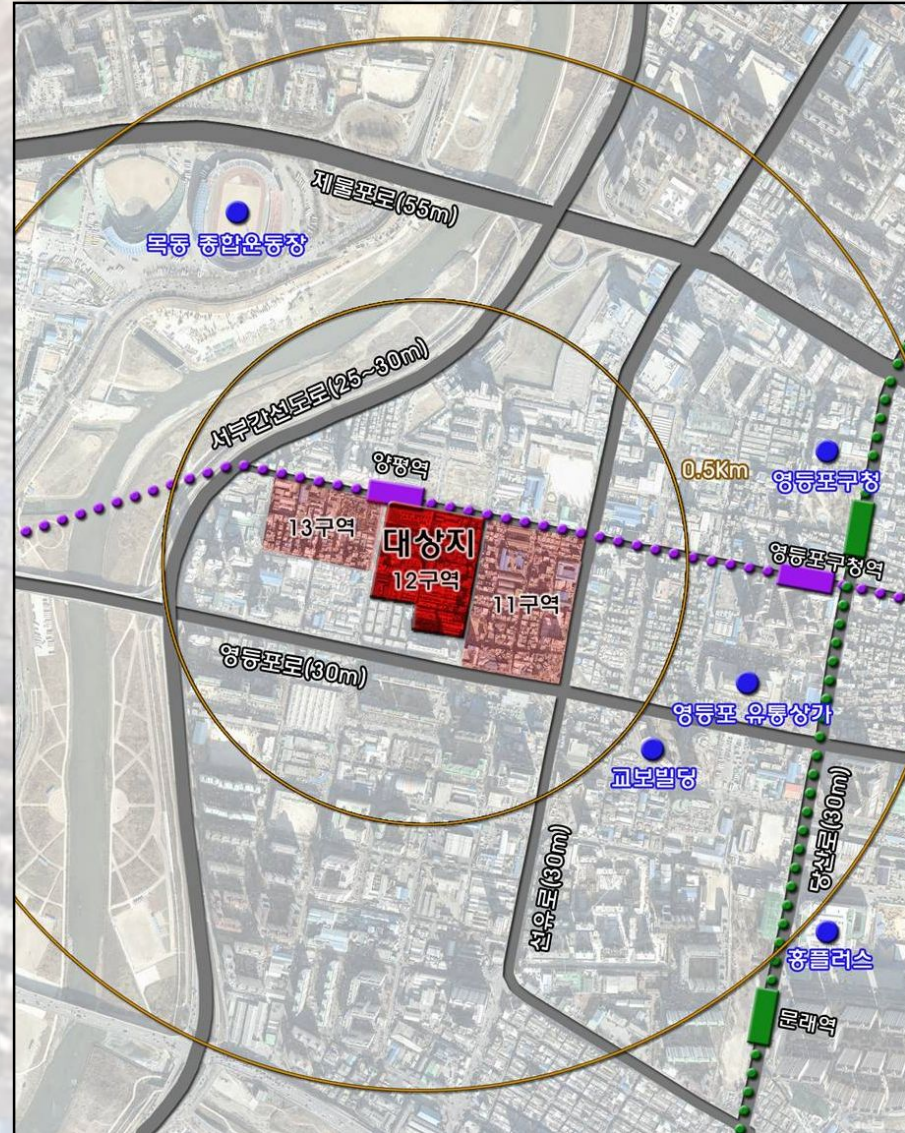 제물포로(55m)
목동 종합운동장
서부간선도로(25~30m)
양평역
0.5Km
영등포구청
13구역
대상지
12구역
영등포구청역
11구역
영등포로(30m)
영등포 유통상가
교보빌딩
당산로(30m)
선유로(30m)
홈플러스
문래역